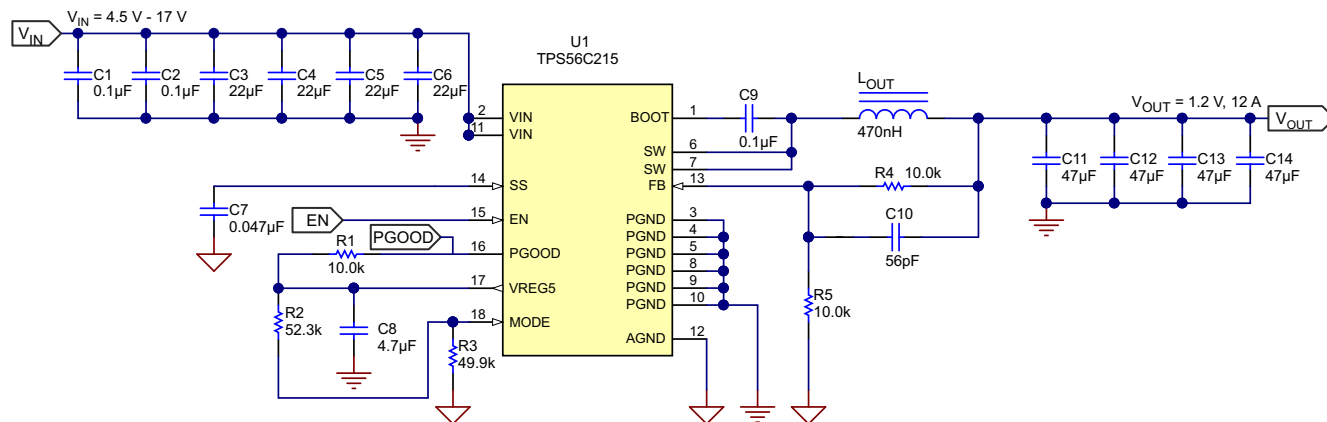 V_IN
V_IN = 4.5 V - 17 V
C1
0.1µF
C2
0.1µF
C3
22µF
C4
22µF
C5
22µF
C6
22µF
U1
TPS56C215
2
VIN
11
VIN
14
SS
15
EN
16
PGOOD
17
VREG5
18
MODE
BOOT
1
SW
6
SW
7
FB
13
PGND
3
PGND
4
PGND
5
PGND
8
PGND
9
PGND
10
AGND
12
C7
0.047µF
EN
PGOOD
R1
10.0k
R2
52.3k
C8
4.7µF
R3
49.9k
C9
0.1µF
L_OUT
470nH
R4
10.0k
C10
56pF
R5
10.0k
V_OUT = 1.2 V, 12 A
V_OUT
C11
47µF
C12
47µF
C13
47µF
C14
47µF